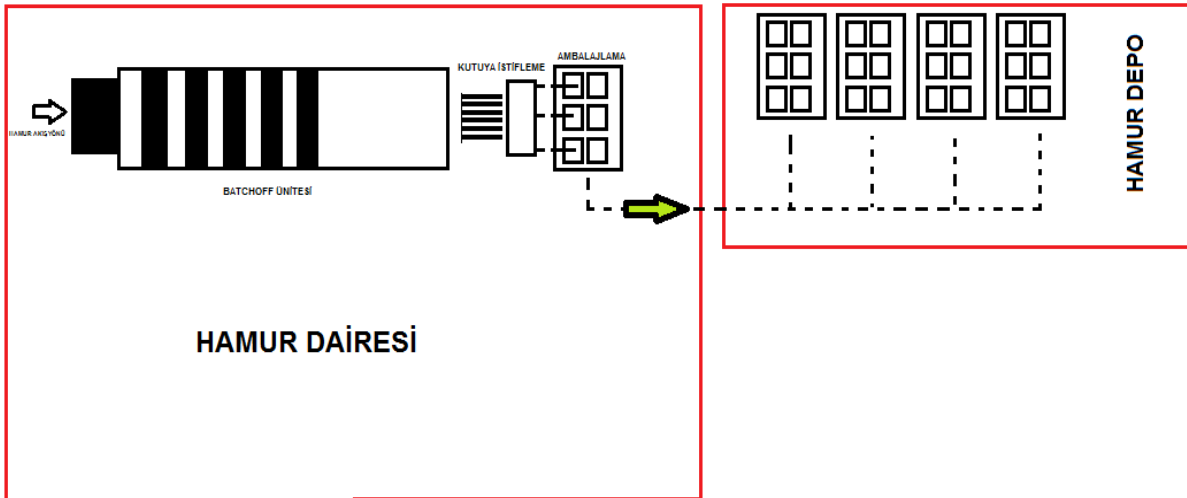 AMBALAJLAMA
KUTUYA İSTİFLEME
HAMUR AKIŞ YÖNÜ
BATCHOFF ÜNİTESİ
HAMUR DAİRESİ
HAMUR DEPO